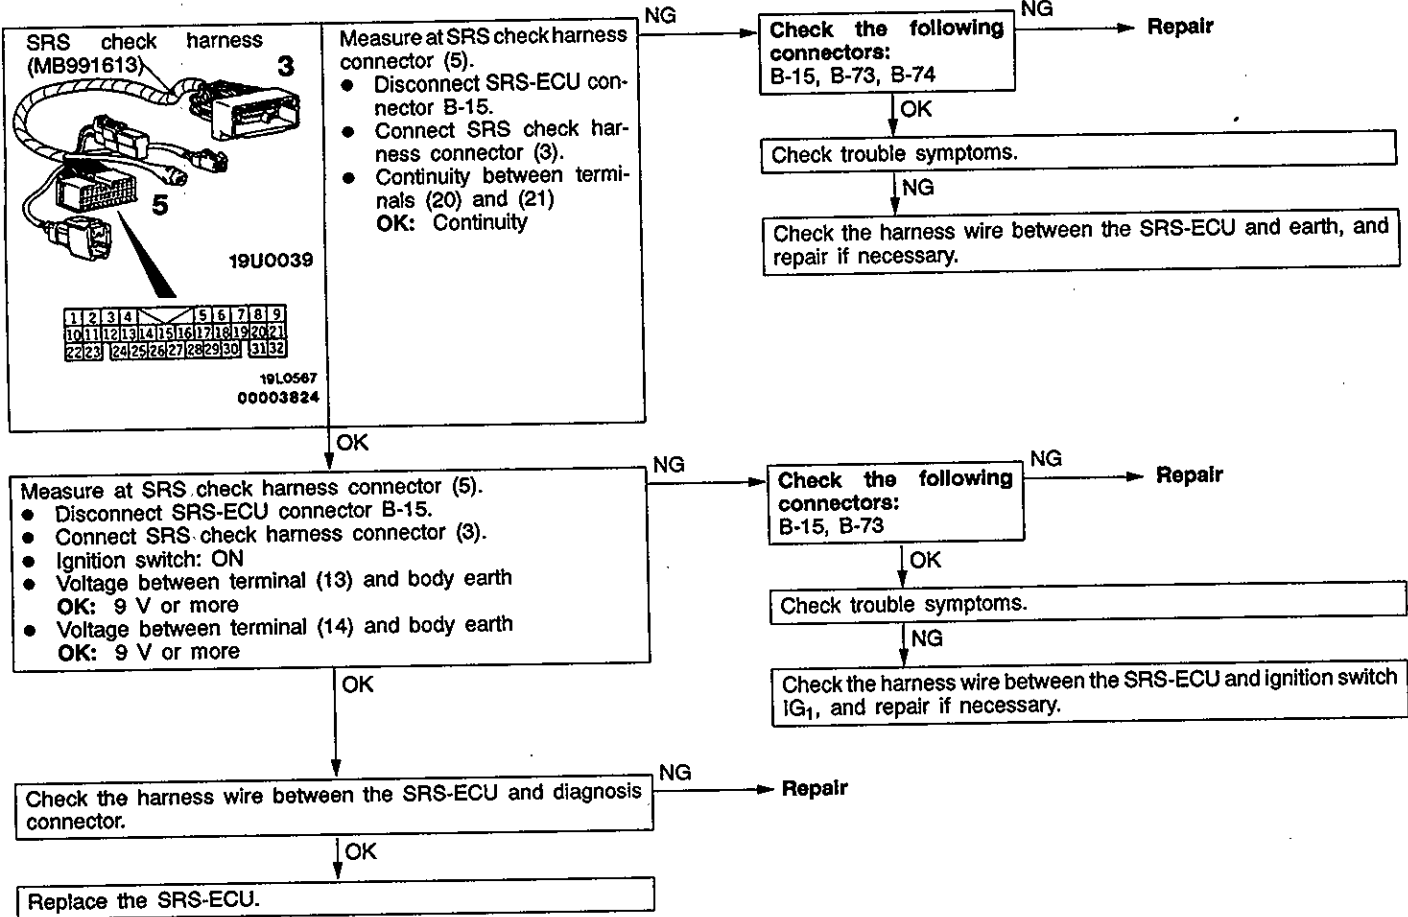 SRS check harness
(MB991613)
3
5
19U0039
1 2 3 4 5 6 7 8 9
10 11 12 13 14 15 16 17 18 19 20 21
22 23 24 25 26 27 28 29 30 31 32
19L0567
00003824
Measure at SRS check harness
connector (5).
● Disconnect SRS-ECU con-
nector B-15.
● Connect SRS check har-
ness connector (3).
● Continuity between termi-
nals (20) and (21)
OK: Continuity
NG
Check the following
connectors:
B-15, B-73, B-74
NG
Repair
OK
Check trouble symptoms.
NG
Check the harness wire between the SRS-ECU and earth, and
repair if necessary.
OK
Measure at SRS check harness connector (5).
● Disconnect SRS-ECU connector B-15.
● Connect SRS check harness connector (3).
● Ignition switch: ON
● Voltage between terminal (13) and body earth
OK: 9 V or more
● Voltage between terminal (14) and body earth
OK: 9 V or more
NG
Check the following
connectors:
B-15, B-73
NG
Repair
OK
Check trouble symptoms.
NG
Check the harness wire between the SRS-ECU and ignition switch
IG1, and repair if necessary.
OK
Check the harness wire between the SRS-ECU and diagnosis
connector.
NG
Repair
OK
Replace the SRS-ECU.